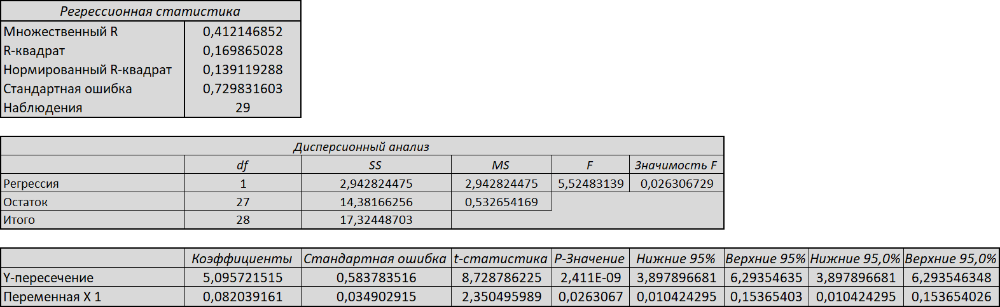 Регрессионная статистика
Множественный R 0,412146852
R-квадрат 0,169865028
Нормированный R-квадрат 0,139119288
Стандартная ошибка 0,729831603
Наблюдения 29
Дисперсионный анализ
df SS MS F Значимость F
Регрессия 1 2,942824475 2,942824475 5,52483139 0,026306729
Остаток 27 14,38166256 0,532654169
Итого 28 17,32448703
Коэффициенты Стандартная ошибка t-статистика P-Значение Нижние 95% Верхние 95% Нижние 95,0% Верхние 95,0%
Y-пересечение 5,095721515 0,583783516 8,728786225 2,411E-09 3,897896681 6,29354635 3,897896681 6,293546348
Переменная X 1 0,082039161 0,034902915 2,350495989 0,0263067 0,010424295 0,15365403 0,010424295 0,153654026